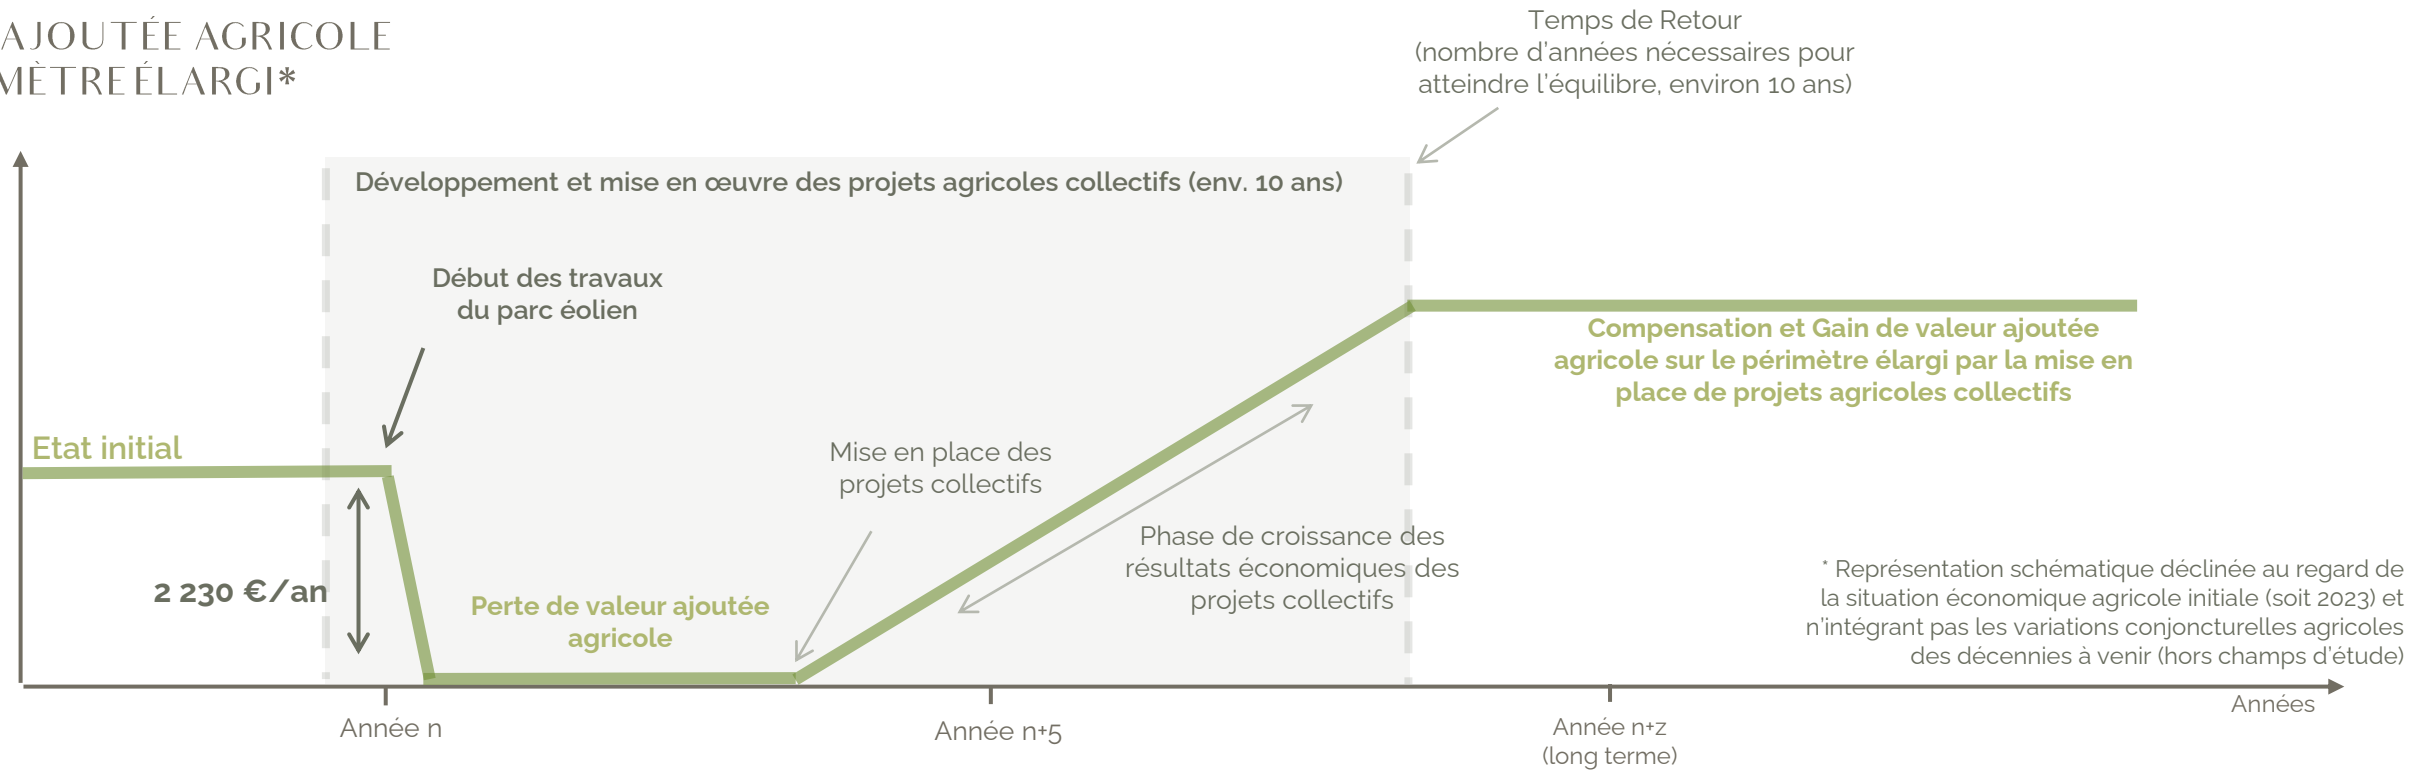 AJOUTÉE AGRICOLE
MÈTRE ÉLARGI*
Temps de Retour
(nombre d'années nécessaires pour
atteindre l'équilibre, environ 10 ans)
Développement et mise en œuvre des projets agricoles collectifs (env. 10 ans)
Début des travaux
du parc éolien
Compensation et Gain de valeur ajoutée
agricole sur le périmètre élargi par la mise en
place de projets agricoles collectifs
Etat initial
Mise en place des
projets collectifs
Phase de croissance des
résultats économiques des
projets collectifs
2 230 €/an
Perte de valeur ajoutée
agricole
* Représentation schématique déclinée au regard de
la situation économique agricole initiale (soit 2023) et
n'intégrant pas les variations conjoncturelles agricoles
des décennies à venir (hors champs d'étude)
Années
Année n
Année n+5
Année n+z
(long terme)